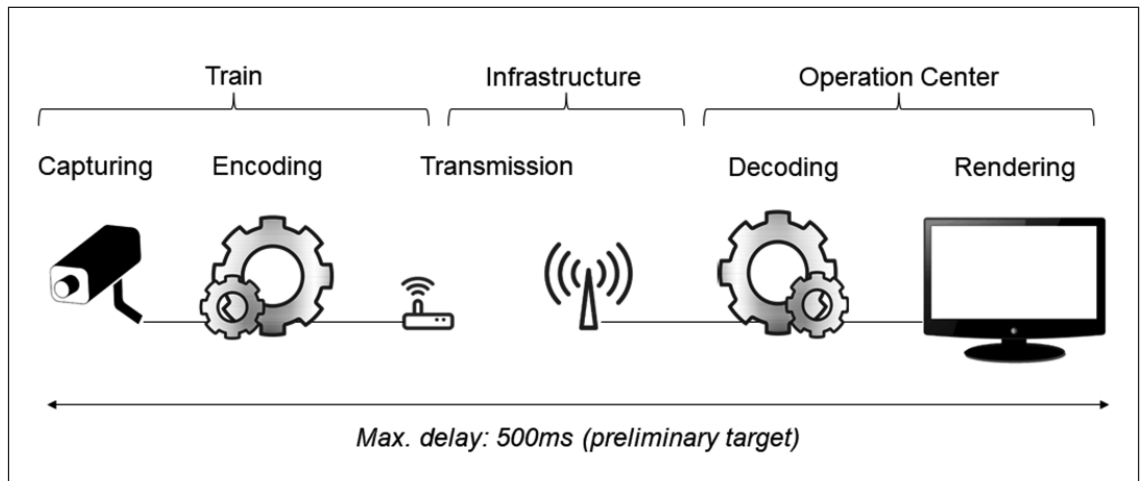 Train Infrastructure Operation Center
Capturing Encoding Transmission Decoding Rendering
Max. delay: 500ms (preliminary target)